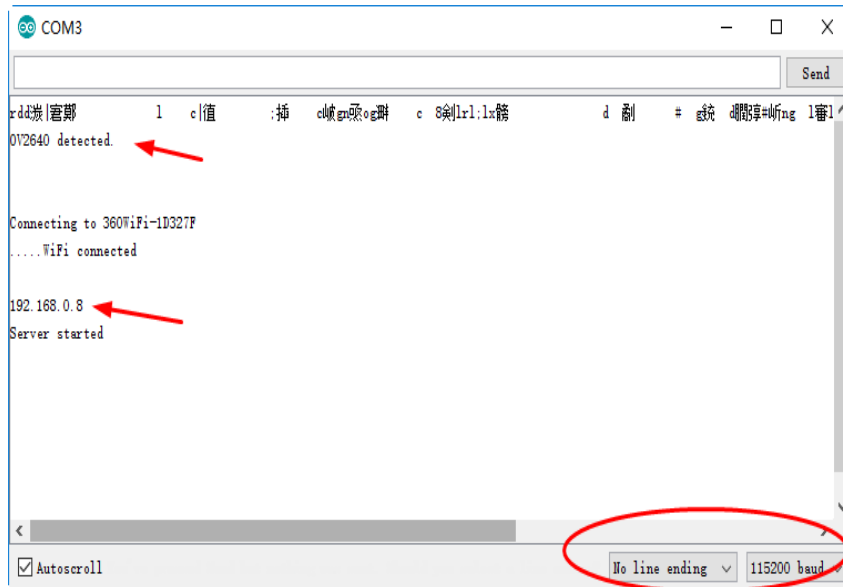 COM3
Send
OV2640 detected.
Connecting to 360WiFi-1D327F
.....WiFi connected
192.168.0.8
Server started
Autoscroll
No line ending
115200 baud